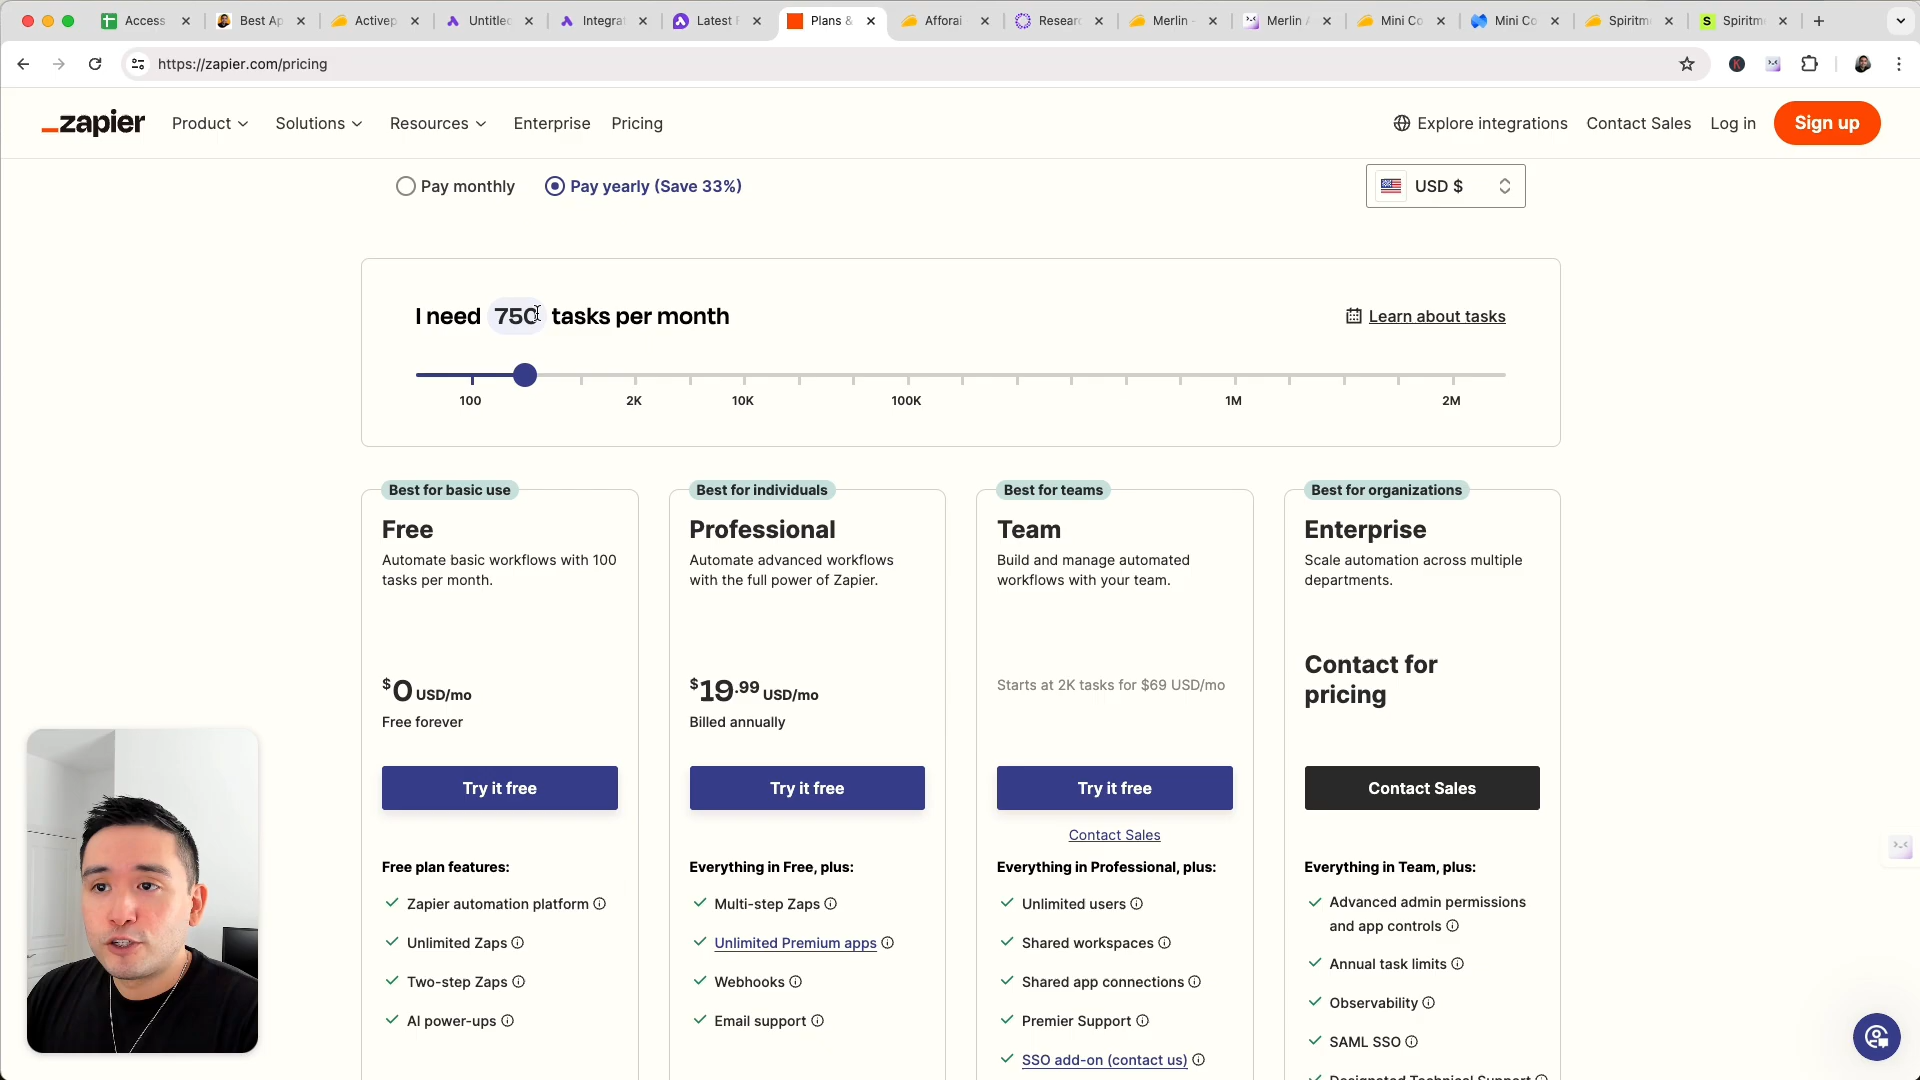 Access
Best Ap
Activep
Untitle
Integra
Latest F
Plans &
Afforai
Resear
Merlin -
Merlin A
Mini Co
Mini Co
Spiritm
Spiritm
https://zapier.com/pricing
_zapier
Product
Solutions
Resources
Enterprise
Pricing
Explore integrations
Contact Sales
Log in
Sign up
Pay monthly
Pay yearly (Save 33%)
USD $
I need 750 tasks per month
Learn about tasks
100
2K
10K
100K
1M
2M
Best for basic use
Free
Automate basic workflows with 100
tasks per month.
$0 USD/mo
Free forever
Try it free
Free plan features:
Zapier automation platform
Unlimited Zaps
Two-step Zaps
AI power-ups
Best for individuals
Professional
Automate advanced workflows
with the full power of Zapier.
$19.99 USD/mo
Billed annually
Try it free
Everything in Free, plus:
Multi-step Zaps
Unlimited Premium apps
Webhooks
Email support
Best for teams
Team
Build and manage automated
workflows with your team.
Starts at 2K tasks for $69 USD/mo
Try it free
Contact Sales
Everything in Professional, plus:
Unlimited users
Shared workspaces
Shared app connections
Premier Support
SSO add-on (contact us)
Best for organizations
Enterprise
Scale automation across multiple
departments.
Contact for
pricing
Contact Sales
Everything in Team, plus:
Advanced admin permissions
and app controls
Annual task limits
Observability
SAML SSO
Designated Technical Support